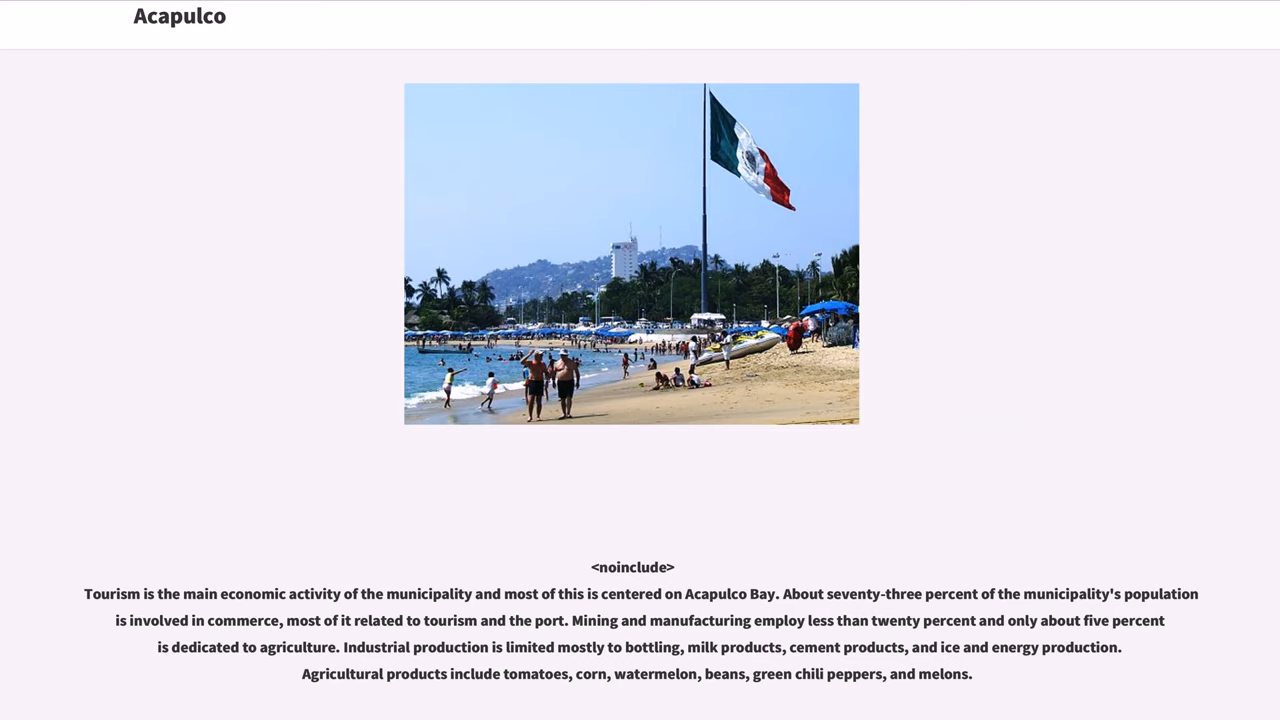 Acapulco
<noinclude>
Tourism is the main economic activity of the municipality and most of this is centered on Acapulco Bay. About seventy-three percent of the municipality's population
is involved in commerce, most of it related to tourism and the port. Mining and manufacturing employ less than twenty percent and only about five percent
is dedicated to agriculture. Industrial production is limited mostly to bottling, milk products, cement products, and ice and energy production.
Agricultural products include tomatoes, corn, watermelon, beans, green chili peppers, and melons.